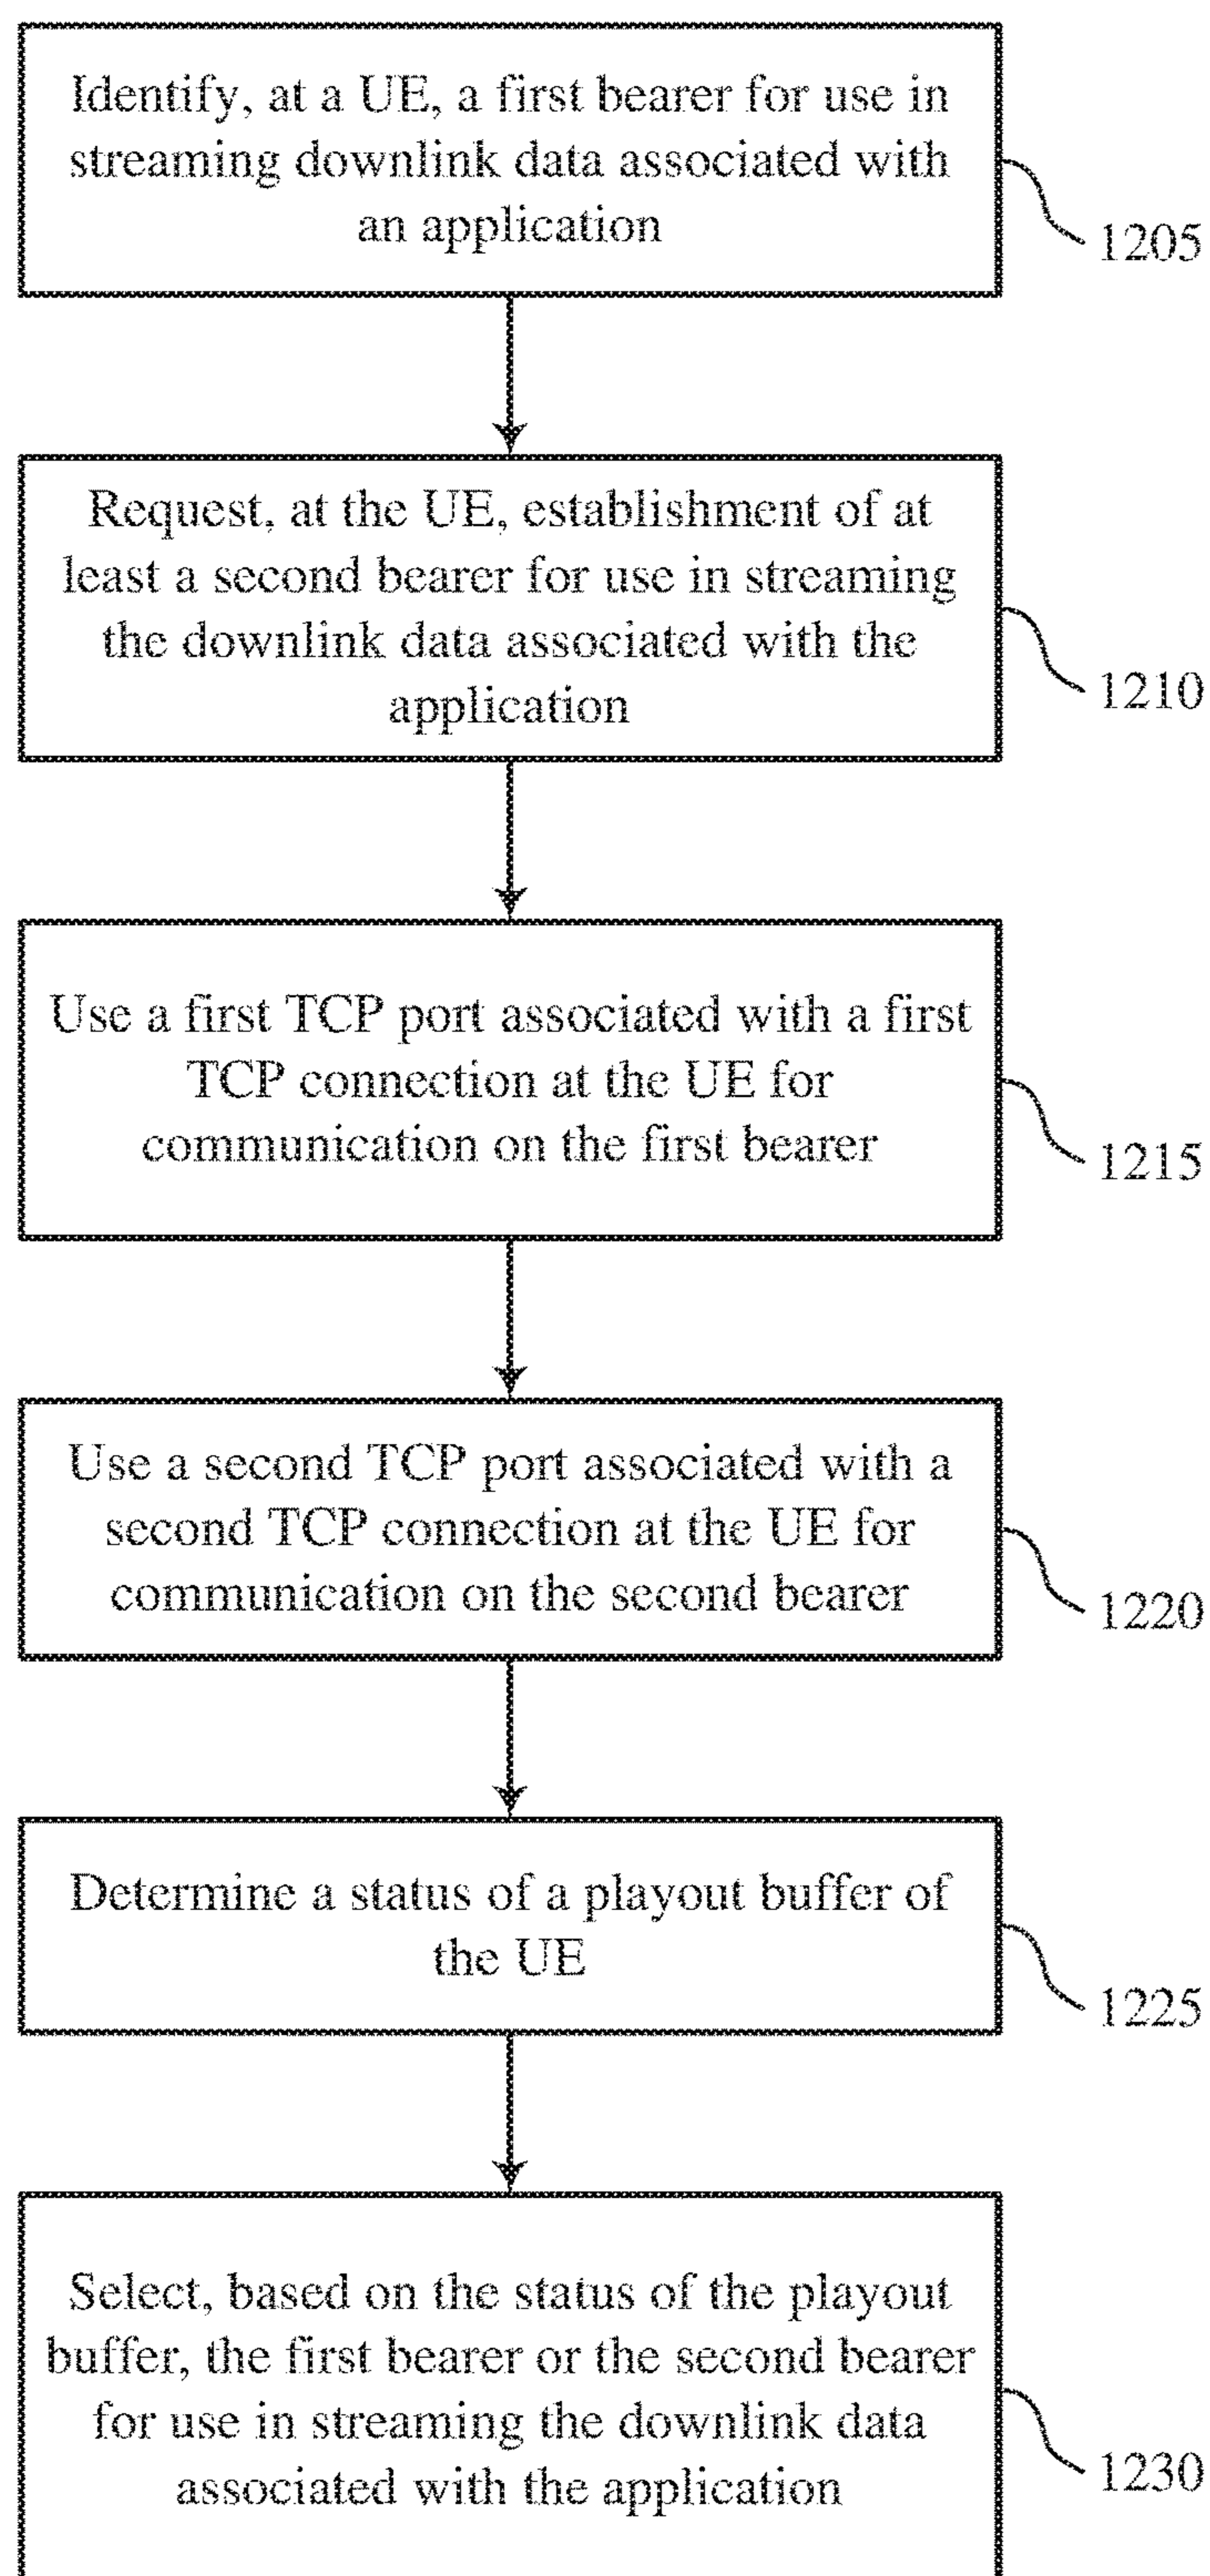 Identify, at a UE, a first bearer for use in
streaming downlink data associated with
an application
1205
Request, at the UE, establishment of at
least a second bearer for use in streaming
the downlink data associated with the
application
1210
Use a first TCP port associated with a first
TCP connection at the UE for
communication on the first bearer
1215
Use a second TCP port associated with a
second TCP connection at the UE for
communication on the second bearer
1220
Determine a status of a playout buffer of
the UE
1225
Select, based on the status of the playout
buffer, the first bearer or the second bearer
for use in streaming the downlink data
associated with the application
1230